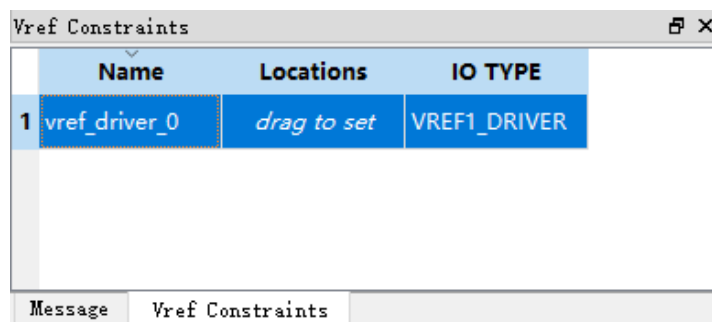 Vref Constraints
Name Locations IO TYPE
1 vref_driver_0 drag to set VREF1_DRIVER
Message Vref Constraints